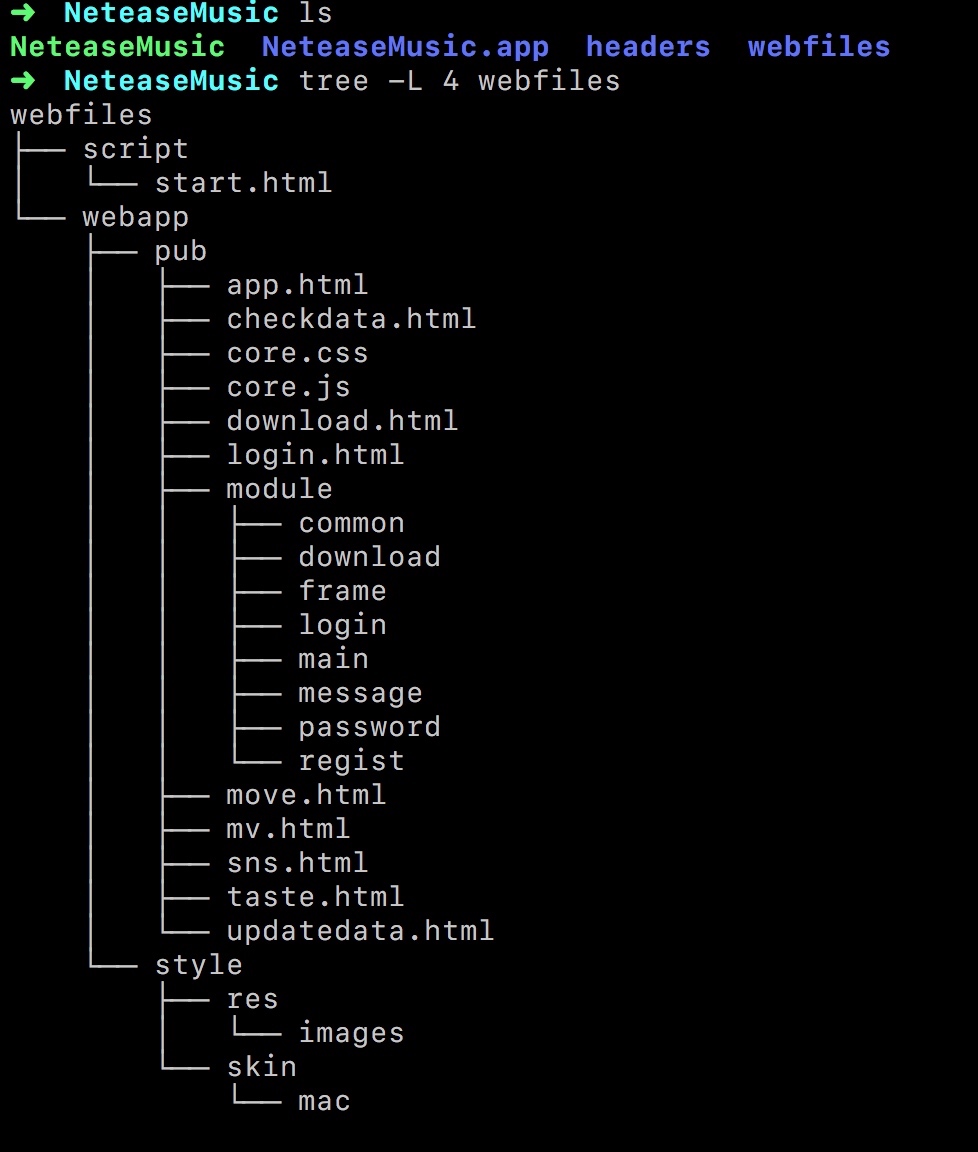 ➜  NeteaseMusic ls
NeteaseMusic  NeteaseMusic.app  headers  webfiles
➜  NeteaseMusic tree -L 4 webfiles
webfiles
├── script
│   └── start.html
└── webapp
    ├── pub
    │   ├── app.html
    │   ├── checkdata.html
    │   ├── core.css
    │   ├── core.js
    │   ├── download.html
    │   ├── login.html
    │   ├── module
    │   │   ├── common
    │   │   ├── download
    │   │   ├── frame
    │   │   ├── login
    │   │   ├── main
    │   │   ├── message
    │   │   ├── password
    │   │   └── regist
    │   ├── move.html
    │   ├── mv.html
    │   ├── sns.html
    │   ├── taste.html
    │   └── updatedata.html
    └── style
        ├── res
        │   └── images
        └── skin
            └── mac